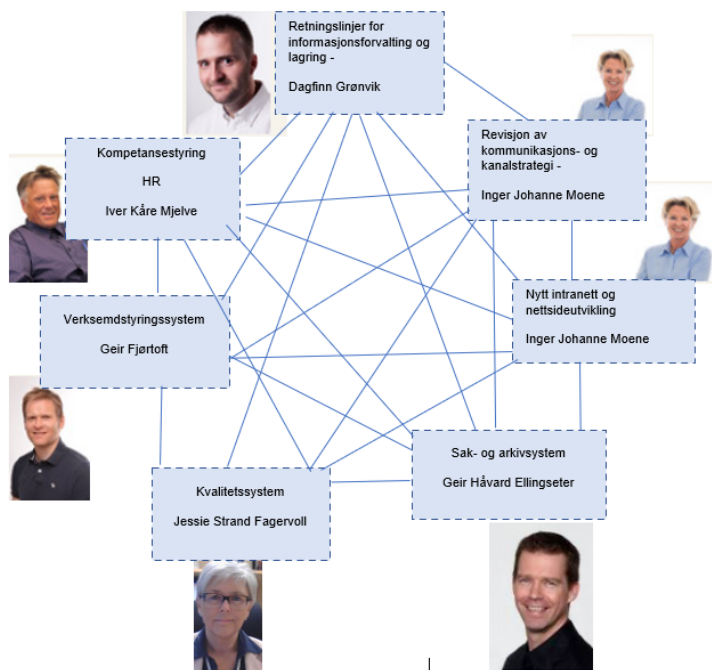 Retningslinjer for
informasjonsforvalting og
lagring -
Dagfinn Grønvik
Revisjon av
kommunikasjons- og
kanalstrategi -
Inger Johanne Moene
Kompetansestyring
HR
Iver Kåre Mjelve
Nytt intranett og
nettsideutvikling
Inger Johanne Moene
Verksemdstyringssystem
Geir Fjørtoft
Sak- og arkivsystem
Geir Håvard Ellingseter
Kvalitetssystem
Jessie Strand Fagervoll